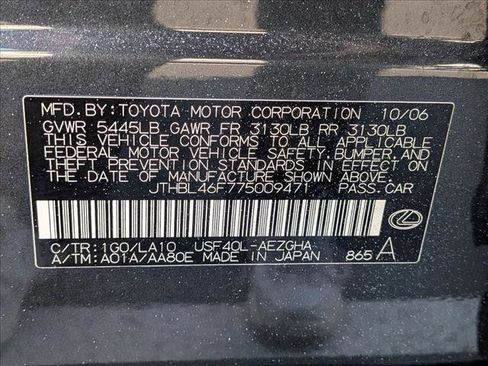 MFD. BY: TOYOTA MOTOR CORPORATION 10/06
GVWR 5445LB GAWR FR 3130LB RR 3130LB
THIS VEHICLE CONFORMS TO ALL APPLICABLE
FEDERAL MOTOR VEHICLE SAFETY, BUMPER, AND
THEFT PREVENTION STANDARDS IN EFFECT ON
THE DATE OF MANUFACTURE SHOWN ABOVE.
JTHBL46F775009471 PASS. CAR
C/TR: 1G0/LA10 USF40L-AEZGHA
A/TM: A01A/AA80E MADE IN JAPAN 865 A